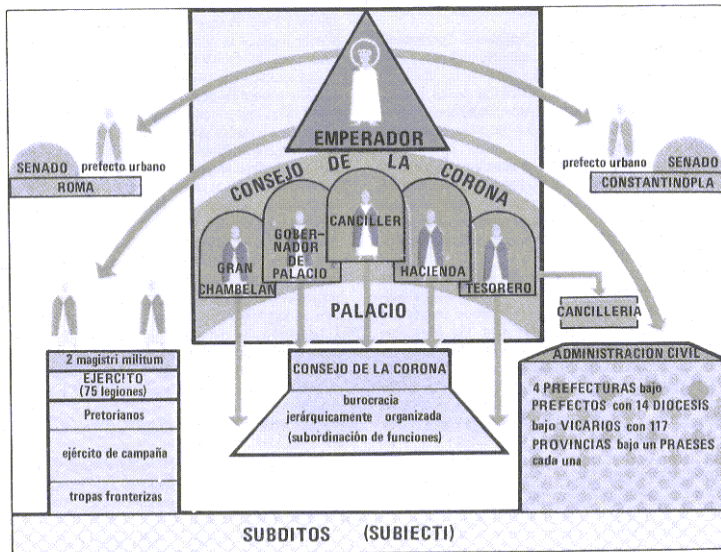 EMPERADOR
SENADO
prefecto urbano
ROMA
prefecto urbano
SENADO
CONSTANTINOPLA
CONSEJO DE LA CORONA
GRAN CHAMBELAN
GOBER-
NADOR
DE
PALACIO
CANCILLER
HACIENDA
TESORERO
PALACIO
CANCILLERIA
2 magistri militum
EJERCITO
(75 legiones)
Pretorianos
ejército de campaña
tropas fronterizas
CONSEJO DE LA CORONA
burocracia
jerárquicamente organizada
(subordinación de funciones)
ADMINISTRACION CIVIL
4 PREFECTURAS bajo
PREFECTOS con 14 DIOCESIS
bajo VICARIOS con 117
PROVINCIAS bajo un PRAESES
cada una
SUBDITOS (SUBIECTI)